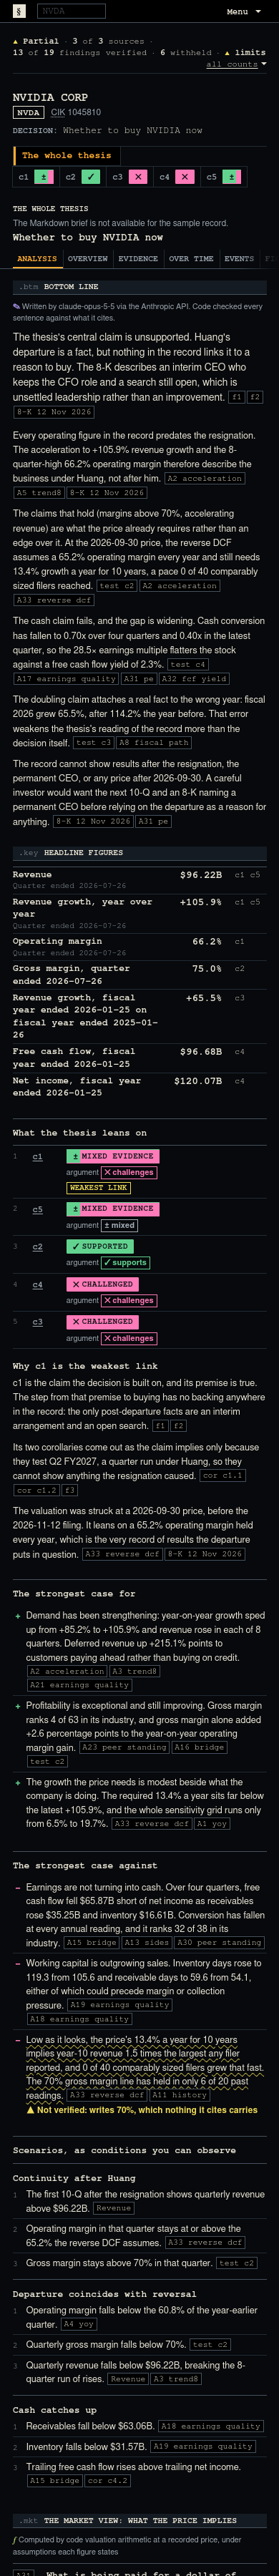 § NVDA Menu
▲ Partial · 3 of 3 sources ·
13 of 19 findings verified · 6 withheld · ▲ limits
all counts
NVIDIA CORP
NVDA CIK 1045810
DECISION: Whether to buy NVIDIA now
The whole thesis
c1 ± c2 ✓ c3 ✕ c4 ✕ c5 ±
THE WHOLE THESIS
The Markdown brief is not available for the sample record.
Whether to buy NVIDIA now
ANALYSIS OVERVIEW EVIDENCE OVER TIME EVENTS
.btm BOTTOM LINE
✎ Written by claude-opus-5-5 via the Anthropic API. Code checked every
sentence against what it cites.
The thesis's central claim is unsupported. Huang's
departure is a fact, but nothing in the record links it to a
reason to buy. The 8-K describes an interim CEO who
keeps the CFO role and a search still open, which is
unsettled leadership rather than an improvement. f1 f2
8-K 12 Nov 2026
Every operating figure in the record predates the resignation.
The acceleration to +105.9% revenue growth and the 8-
quarter-high 66.2% operating margin therefore describe the
business under Huang, not after him. A2 acceleration
A5 trend8 8-K 12 Nov 2026
The claims that hold (margins above 70%, accelerating
revenue) are what the price already requires rather than an
edge over it. At the 2026-09-30 price, the reverse DCF
assumes a 65.2% operating margin every year and still needs
13.4% growth a year for 10 years, a pace 0 of 40 comparably
sized filers reached. test c2 A2 acceleration
A33 reverse dcf
The cash claim fails, and the gap is widening. Cash conversion
has fallen to 0.70x over four quarters and 0.40x in the latest
quarter, so the 28.5× earnings multiple flatters the stock
against a free cash flow yield of 2.3%. test c4
A17 earnings quality A31 pe A32 fcf yield
The doubling claim attaches a real fact to the wrong year: fiscal
2026 grew 65.5%, after 114.2% the year before. That error
weakens the thesis's reading of the record more than the
decision itself. test c3 A8 fiscal path
The record cannot show results after the resignation, the
permanent CEO, or any price after 2026-09-30. A careful
investor would want the next 10-Q and an 8-K naming a
permanent CEO before relying on the departure as a reason for
anything. 8-K 12 Nov 2026 A31 pe
.key HEADLINE FIGURES
Revenue $96.22B c1 c5
Quarter ended 2026-07-26
Revenue growth, year over +105.9% c1 c5
year
Quarter ended 2026-07-26
Operating margin 66.2% c1
Quarter ended 2026-07-26
Gross margin, quarter 75.0% c2
ended 2026-07-26
Revenue growth, fiscal +65.5% c3
year ended 2026-01-25 on
fiscal year ended 2025-01-
26
Free cash flow, fiscal $96.68B c4
year ended 2026-01-25
Net income, fiscal year $120.07B c4
ended 2026-01-25
What the thesis leans on
1 c1 ± MIXED EVIDENCE
argument ✕ challenges
WEAKEST LINK
2 c5 ± MIXED EVIDENCE
argument ± mixed
3 c2 ✓ SUPPORTED
argument ✓ supports
4 c4 ✕ CHALLENGED
argument ✕ challenges
5 c3 ✕ CHALLENGED
argument ✕ challenges
Why c1 is the weakest link
c1 is the claim the decision is built on, and its premise is true.
The step from that premise to buying has no backing anywhere
in the record: the only post-departure facts are an interim
arrangement and an open search. f1 f2
Its two corollaries come out as the claim implies only because
they test Q2 FY2027, a quarter run under Huang, so they
cannot show anything the resignation caused. cor c1.1
cor c1.2 f3
The valuation was struck at a 2026-09-30 price, before the
2026-11-12 filing. It leans on a 65.2% operating margin held
every year, which is the very record of results the departure
puts in question. A33 reverse dcf 8-K 12 Nov 2026
The strongest case for
+ Demand has been strengthening: year-on-year growth sped
up from +85.2% to +105.9% and revenue rose in each of 8
quarters. Deferred revenue up +215.1% points to
customers paying ahead rather than buying on credit.
A2 acceleration A3 trend8
A21 earnings quality
+ Profitability is exceptional and still improving. Gross margin
ranks 4 of 63 in its industry, and gross margin alone added
+2.6 percentage points to the year-on-year operating
margin gain. A23 peer standing A16 bridge
test c2
+ The growth the price needs is modest beside what the
company is doing. The required 13.4% a year sits far below
the latest +105.9%, and the whole sensitivity grid runs only
from 6.5% to 19.7%. A33 reverse dcf A1 yoy
The strongest case against
− Earnings are not turning into cash. Over four quarters, free
cash flow fell $65.87B short of net income as receivables
rose $35.25B and inventory $16.61B. Conversion has fallen
at every annual reading, and it ranks 32 of 38 in its
industry. A15 bridge A13 sides A30 peer standing
− Working capital is outgrowing sales. Inventory days rose to
119.3 from 105.6 and receivable days to 59.6 from 54.1,
either of which could precede margin or collection
pressure. A19 earnings quality
A18 earnings quality
− Low as it looks, the price's 13.4% a year for 10 years
implies year-10 revenue 1.5 times the largest any filer
reported, and 0 of 40 comparably sized filers grew that fast.
The 70% gross margin line has held in only 6 of 20 past
readings. A33 reverse dcf A11 history
▲ Not verified: writes 70%, which nothing it cites carries
Scenarios, as conditions you can observe
Continuity after Huang
1 The first 10-Q after the resignation shows quarterly revenue
above $96.22B. Revenue
2 Operating margin in that quarter stays at or above the
65.2% the reverse DCF assumes. A33 reverse dcf
3 Gross margin stays above 70% in that quarter. test c2
Departure coincides with reversal
1 Operating margin falls below the 60.8% of the year-earlier
quarter. A4 yoy
2 Quarterly gross margin falls below 70%. test c2
3 Quarterly revenue falls below $96.22B, breaking the 8-
quarter run of rises. Revenue A3 trend8
Cash catches up
1 Receivables fall below $63.06B. A18 earnings quality
2 Inventory falls below $31.57B. A19 earnings quality
3 Trailing free cash flow rises above trailing net income.
A15 bridge cor c4.2
.mkt THE MARKET VIEW: WHAT THE PRICE IMPLIES
ƒ Computed by code valuation arithmetic at a recorded price, under
assumptions each figure states